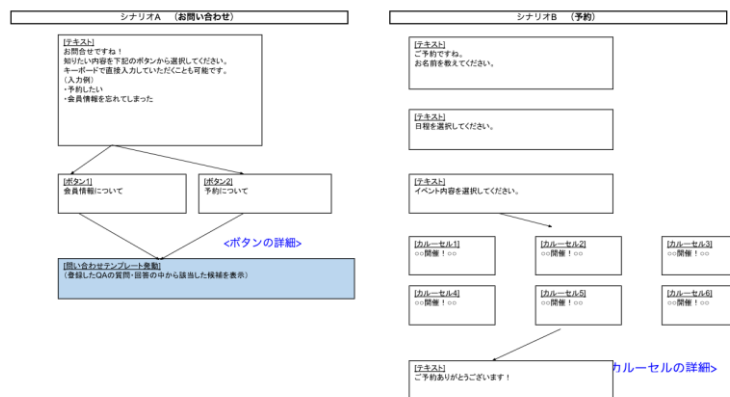 シナリオA （お問い合わせ）
[テキスト]
お問合せですね！
知りたい内容を下記のボタンから選択してください。
キーボードで直接入力していただくことも可能です。
（入力例）
・予約したい
・会員情報を忘れてしまった
[ボタン1]
会員情報について
[ボタン2]
予約について
<ボタンの詳細>
[問い合わせテンプレート発動]
（登録したQAの質問・回答の中から該当した候補を表示）
シナリオB （予約）
[テキスト]
ご予約ですね。
お名前を教えてください。
[テキスト]
日程を選択してください。
[テキスト]
イベント内容を選択してください。
[カルーセル1]
○○開催！○○
[カルーセル2]
○○開催！○○
[カルーセル3]
○○開催！○○
[カルーセル4]
○○開催！○○
[カルーセル5]
○○開催！○○
[カルーセル6]
○○開催！○○
[テキスト]
ご予約ありがとうございます！
カルーセルの詳細>